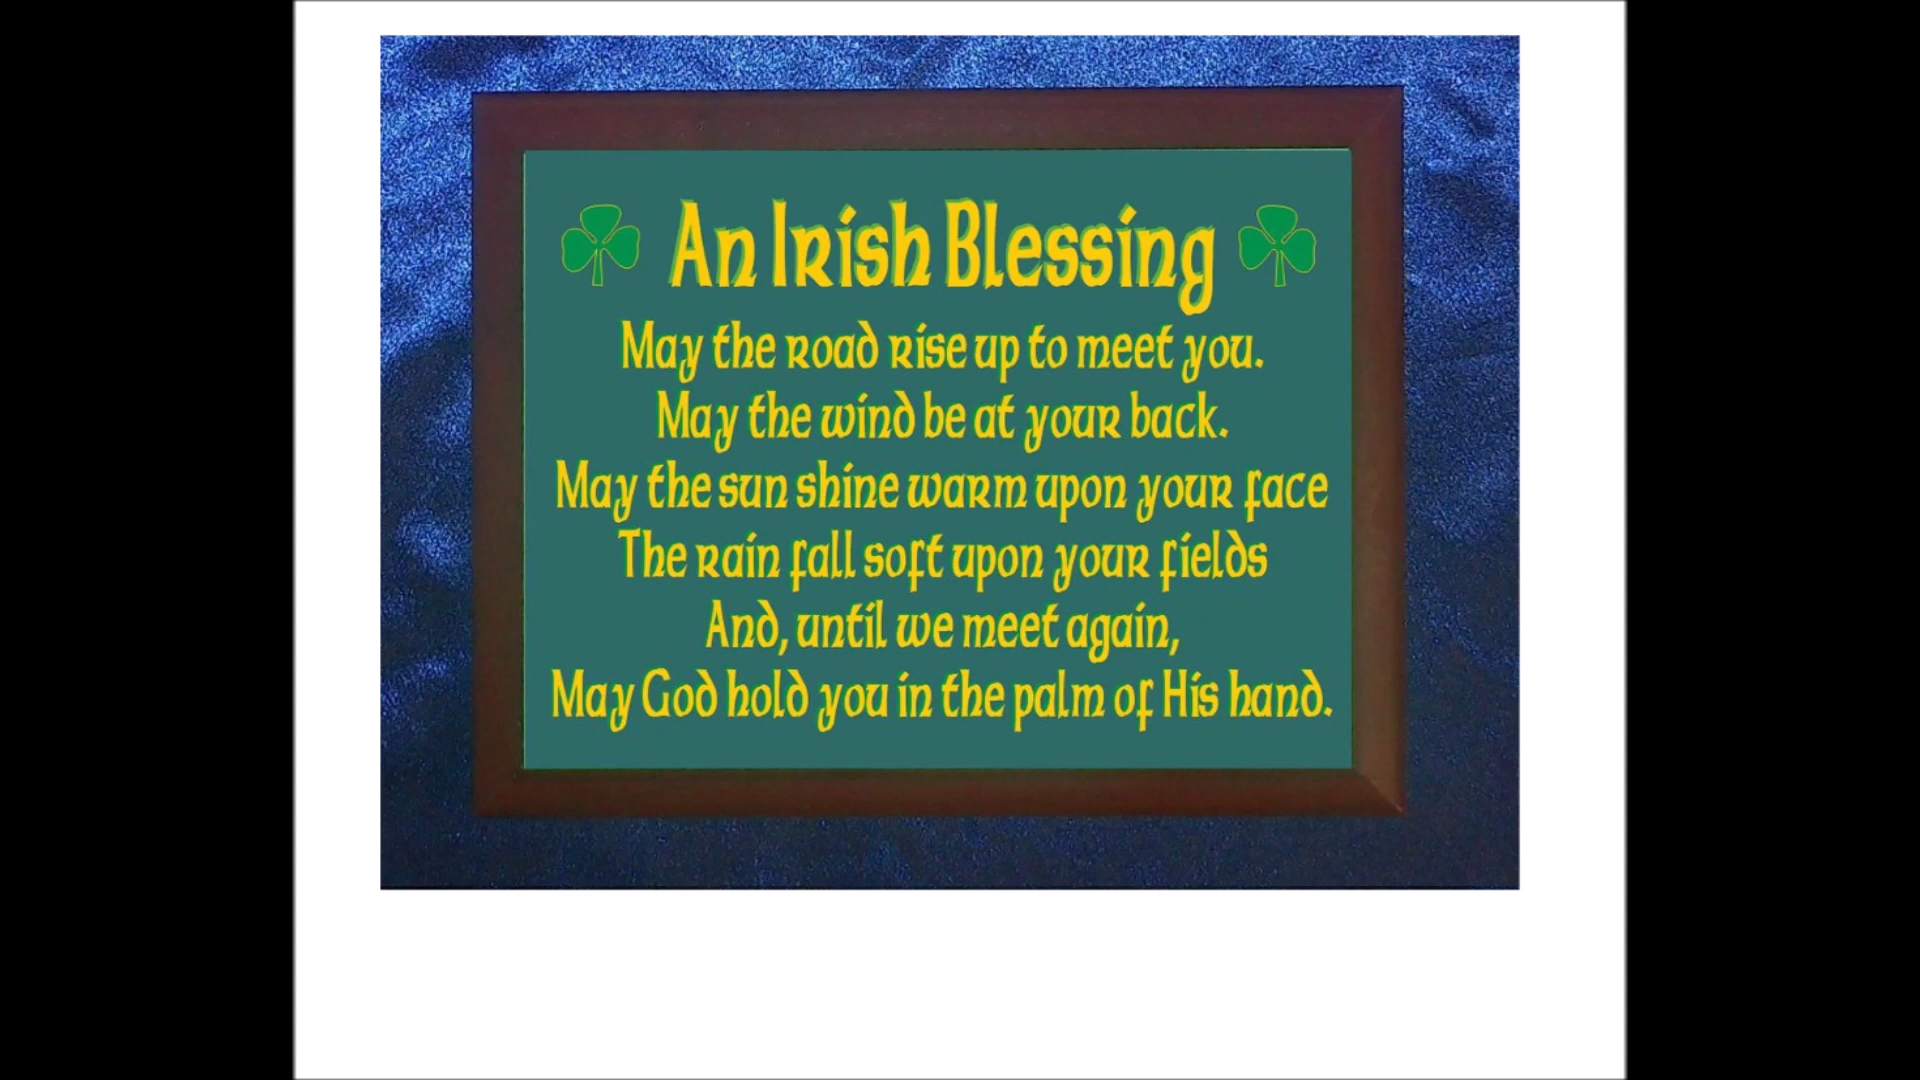 An Irish Blessing
May the road rise up to meet you.
May the wind be at your back.
May the sun shine warm upon your face
The rain fall soft upon your fields
And, until we meet again,
May God hold you in the palm of His hand.